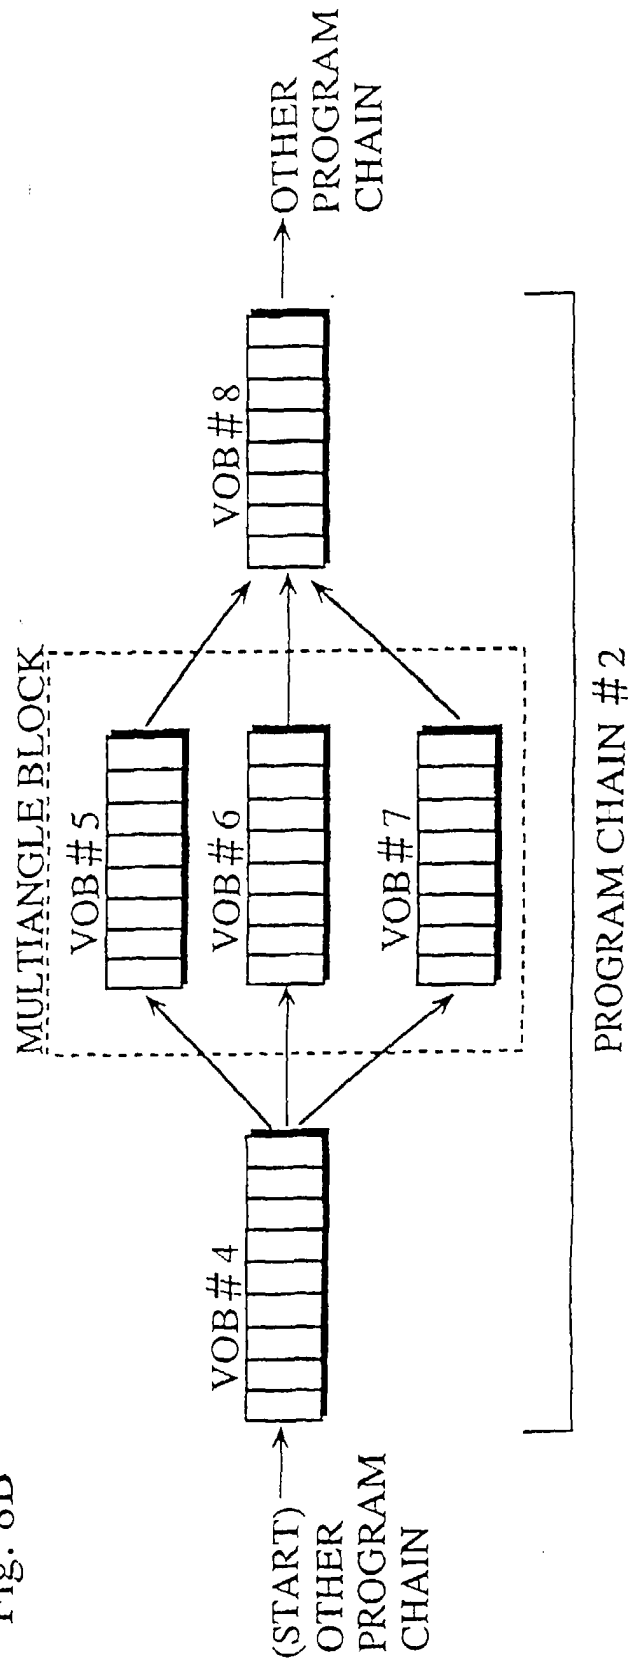 Fig. 8B
MULTIANGLE BLOCK
VOB#5
VOB#4
VOB#6
VOB#8
VOB#7
(START)
OTHER
PROGRAM
CHAIN
OTHER
PROGRAM
CHAIN
PROGRAM CHAIN #2